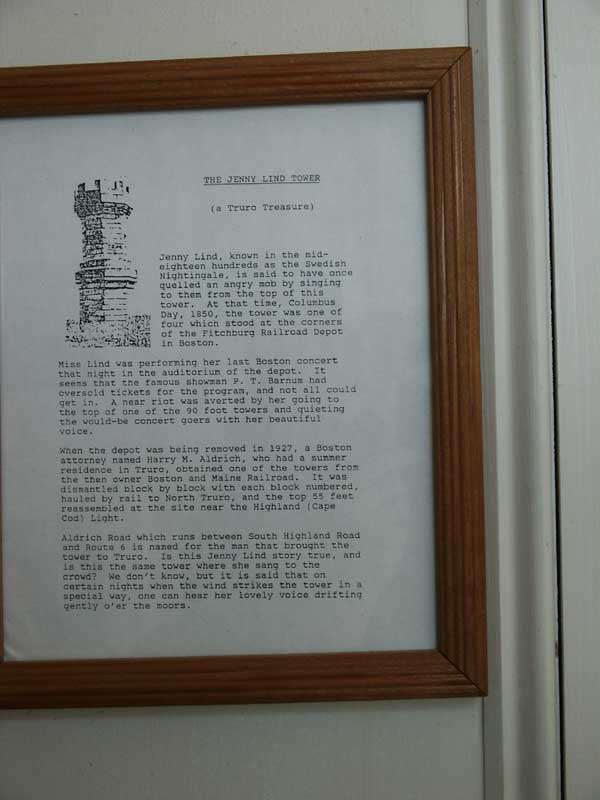 THE JENNY LIND TOWER
(a Truro Treasure)
Jenny Lind, known in the mid-
eighteen hundreds as the Swedish
Nightingale, is said to have once
quelled an angry mob by singing
to them from the top of this
tower. At that time, Columbus
Day, 1850, the tower was one of
four which stood at the corners
of the Fitchburg Railroad Depot
in Boston.
Miss Lind was performing her last Boston concert
that night in the auditorium of the depot. It
seems that the famous showman P. T. Barnum had
oversold tickets for the program, and not all could
get in. A near riot was averted by her going to
the top of one of the 90 foot towers and quieting
the would-be concert goers with her beautiful
voice.
When the depot was being removed in 1927, a Boston
attorney named Harry M. Aldrich, who had a summer
residence in Truro, obtained one of the towers from
the then owner Boston and Maine Railroad. It was
dismantled block by block with each block numbered,
hauled by rail to North Truro, and the top 55 feet
reassembled at the site near the Highland (Cape
Cod) Light.
Aldrich Road which runs between South Highland Road
and Route 6 is named for the man that brought the
tower to Truro. Is this Jenny Lind story true, and
is this the same tower where she sang to the
crowd? We don't know, but it is said that on
certain nights when the wind strikes the tower in a
special way, one can hear her lovely voice drifting
gently o'er the moors.